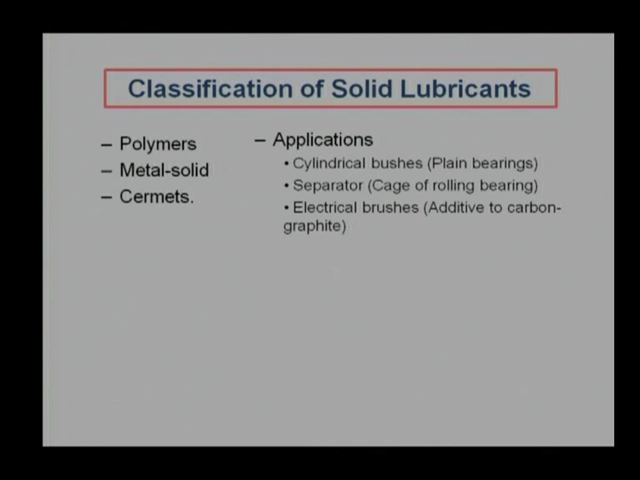 Classification of Solid Lubricants
– Polymers
– Metal-solid
– Cermets.
– Applications
• Cylindrical bushes (Plain bearings)
• Separator (Cage of rolling bearing)
• Electrical brushes (Additive to carbon-
graphite)